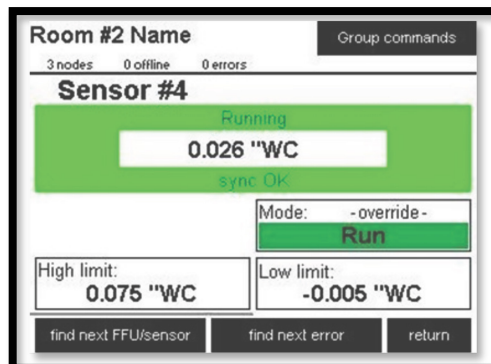 Room #2 Name
Group commands
3 nodes 0 offline 0 errors
Sensor #4
Running
0.026 "WC
sync OK
Mode: -override-
Run
High limit:
0.075 "WC
Low limit:
-0.005 "WC
find next FFU/sensor find next error return